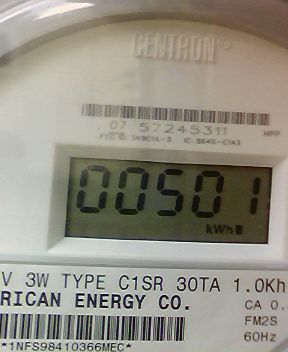 CENTRON
07 57245311
HPP
00501
kWh
V 3W TYPE C1SR 30TA 1.0Kh
RICAN ENERGY CO.
CA 0.
FM2S
60Hz
*1NFS98410366MEC*